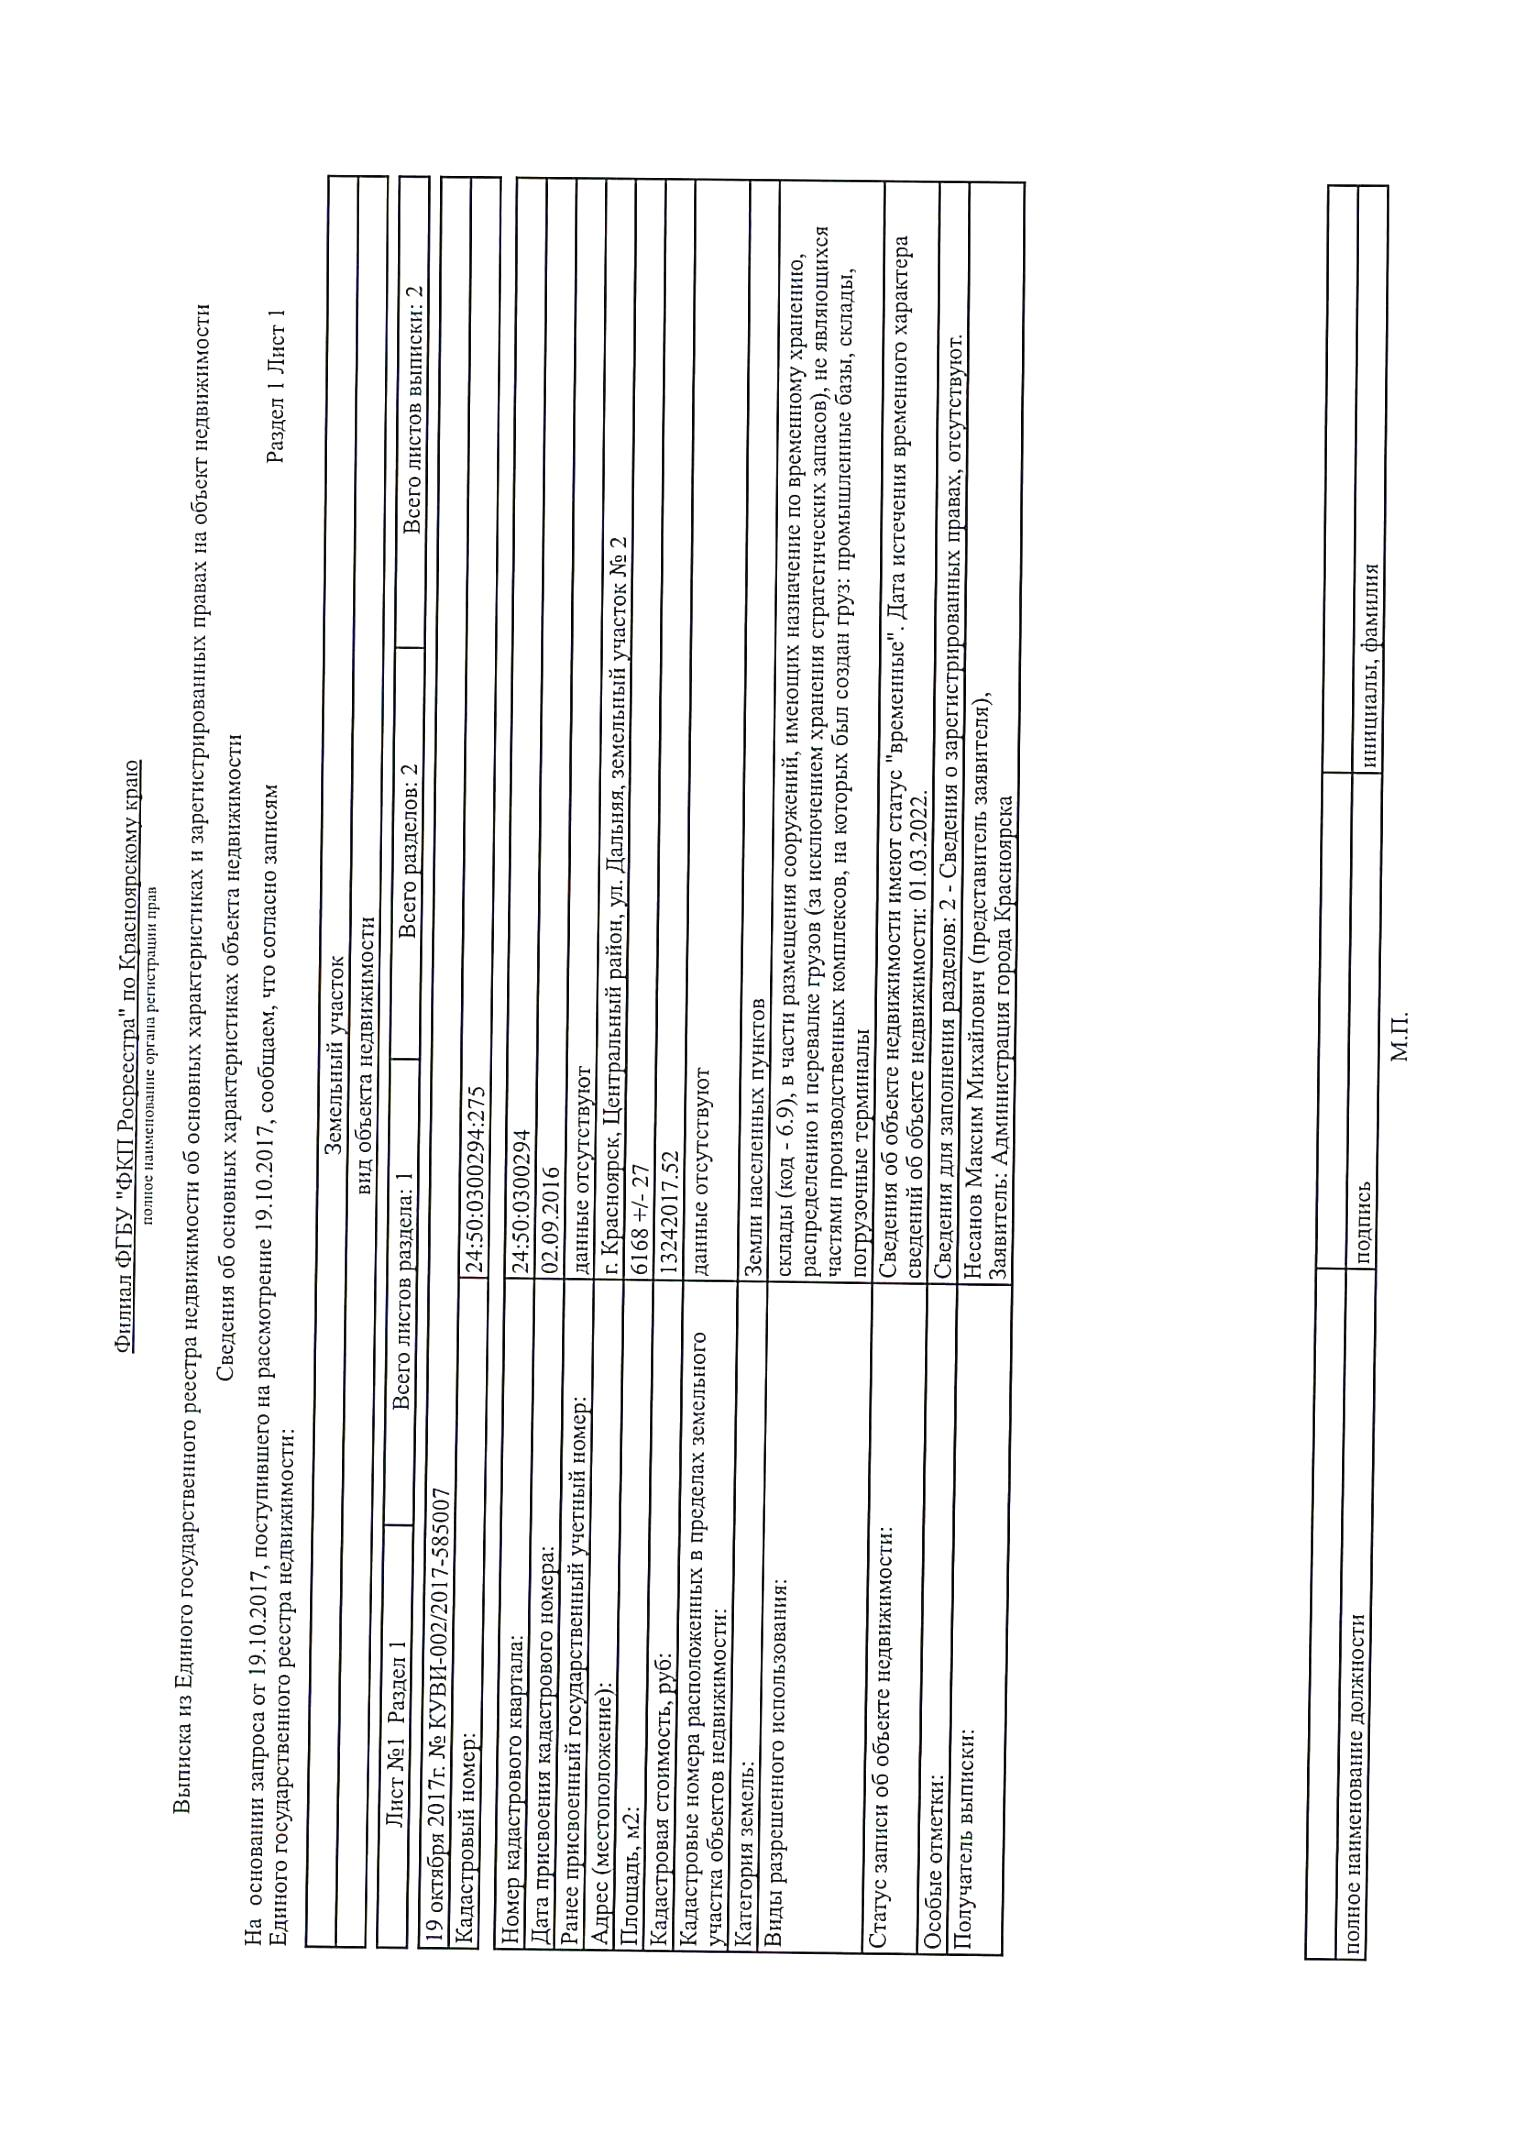 Филиал ФГБУ "ФКП Росреестра" по Красноярскому краю
полное наименование органа регистрации прав
Выписка из Единого государственного реестра недвижимости об основных характеристиках и зарегистрированных правах на объект недвижимости
Сведения об основных характеристиках объекта недвижимости
Раздел 1 Лист 1
На основании запроса от 19.10.2017, поступившего на рассмотрение 19.10.2017, сообщаем, что согласно записям
Единого государственного реестра недвижимости:
Земельный участок
вид объекта недвижимости
Лист №1 Раздел 1 Всего листов раздела: 1 Всего разделов: 2 Всего листов выписки: 2
19 октября 2017г. № КУВИ-002/2017-585007
Кадастровый номер: 24:50:0300294:275
Номер кадастрового квартала: 24:50:0300294
Дата присвоения кадастрового номера: 02.09.2016
Ранее присвоенный государственный учетный номер: данные отсутствуют
Адрес (местоположение): г. Красноярск, Центральный район, ул. Дальняя, земельный участок № 2
Площадь, м2: 6168 +/- 27
Кадастровая стоимость, руб: 13242017.52
Кадастровые номера расположенных в пределах земельного
участка объектов недвижимости: данные отсутствуют
Категория земель: Земли населенных пунктов
Виды разрешенного использования: склады (код - 6.9), в части размещения сооружений, имеющих назначение по временному хранению,
распределению и перевалке грузов (за исключением хранения стратегических запасов), не являющихся
частями производственных комплексов, на которых был создан груз: промышленные базы, склады,
погрузочные терминалы
Статус записи об объекте недвижимости: Сведения об объекте недвижимости имеют статус "временные". Дата истечения временного характера
сведений об объекте недвижимости: 01.03.2022.
Особые отметки: Сведения для заполнения разделов: 2 - Сведения о зарегистрированных правах, отсутствуют.
Получатель выписки: Несанов Максим Михайлович (представитель заявителя),
Заявитель: Администрация города Красноярска
полное наименование должности подпись инициалы, фамилия
М.П.